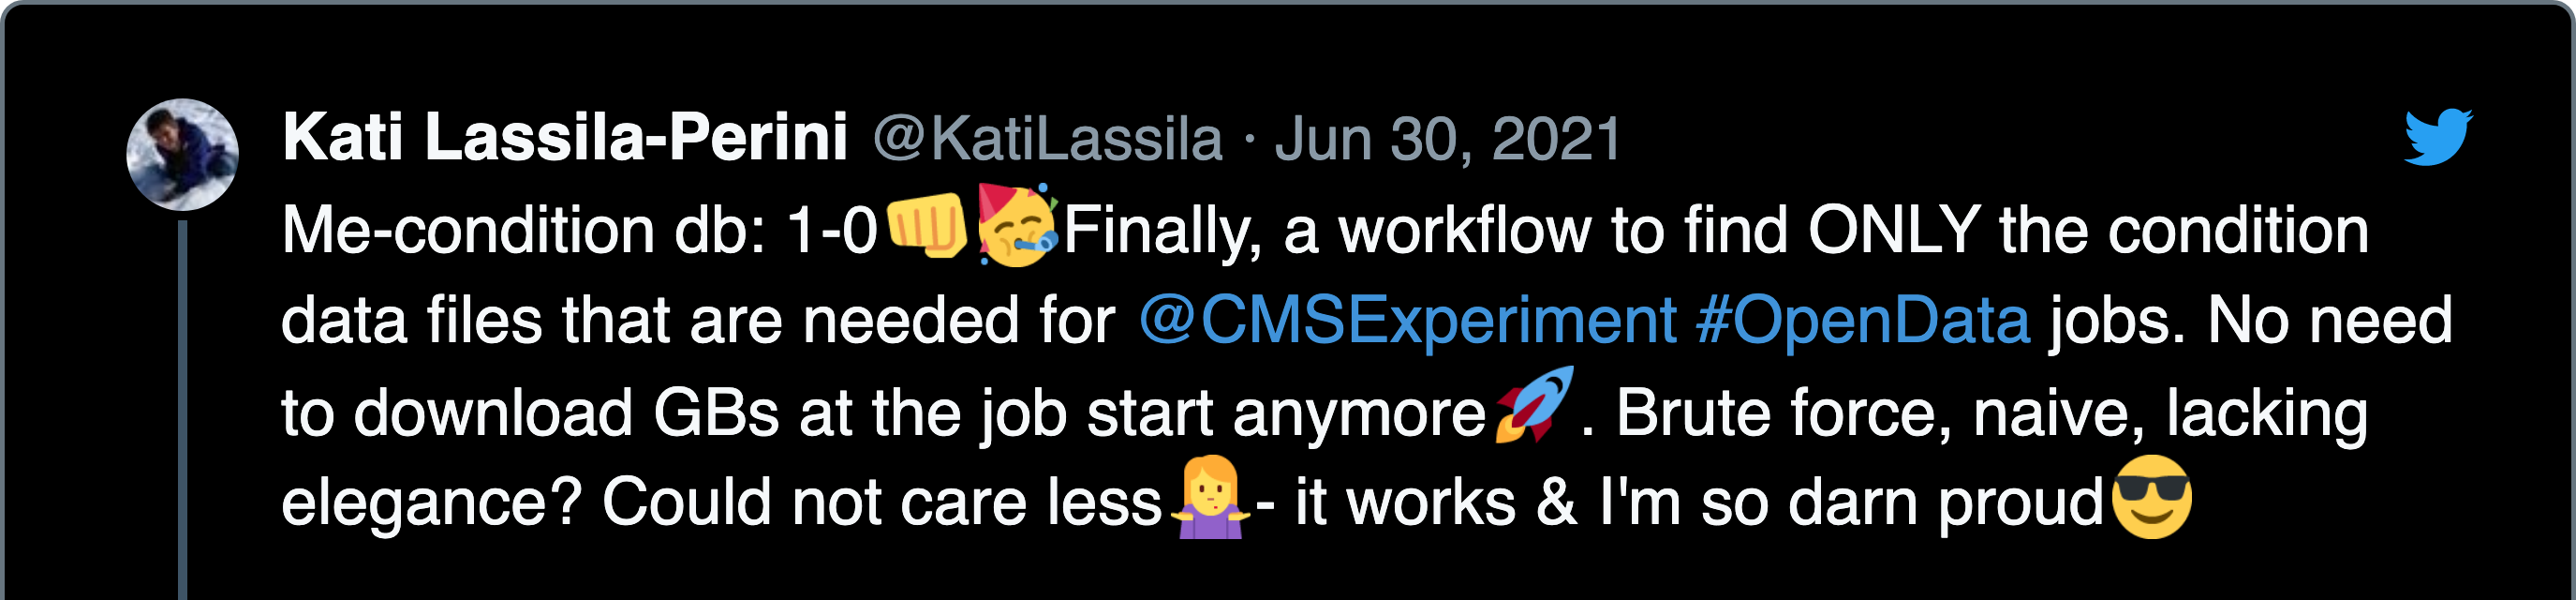 Kati Lassila-Perini @KatiLassila · Jun 30, 2021
Me-condition db: 1-0👊🥳Finally, a workflow to find ONLY the condition
data files that are needed for @CMSExperiment #OpenData jobs. No need
to download GBs at the job start anymore🚀. Brute force, naive, lacking
elegance? Could not care less🤷‍♀️- it works & I'm so darn proud😎